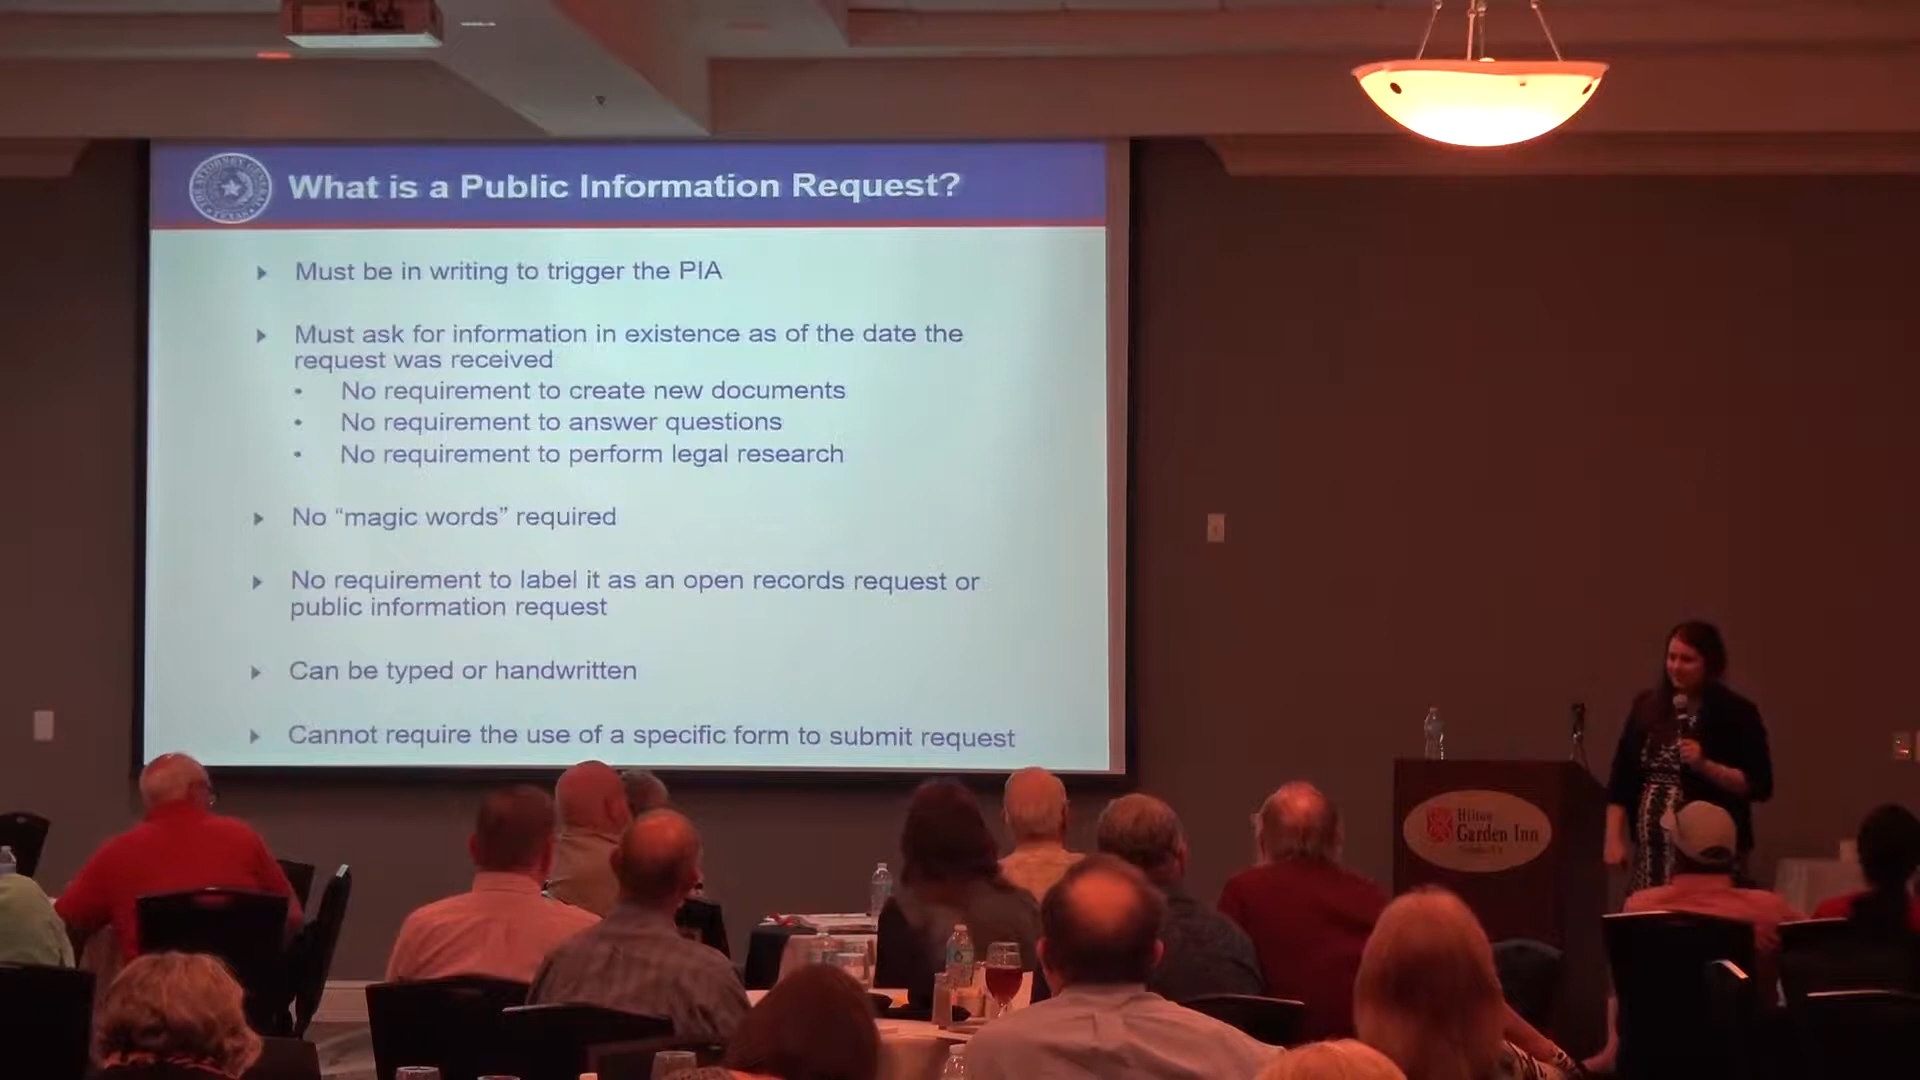 THE ATTORNEY GENERAL
TEXAS
What is a Public Information Request?
Must be in writing to trigger the PIA
Must ask for information in existence as of the date the
request was received
No requirement to create new documents
No requirement to answer questions
No requirement to perform legal research
No “magic words” required
No requirement to label it as an open records request or
public information request
Can be typed or handwritten
Cannot require the use of a specific form to submit request
Hilton
Garden Inn